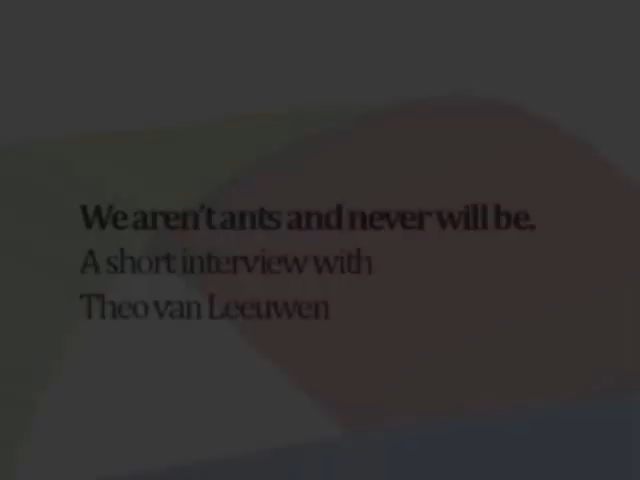 We aren't ants and never will be.
A short interview with
Theo van Leeuwen